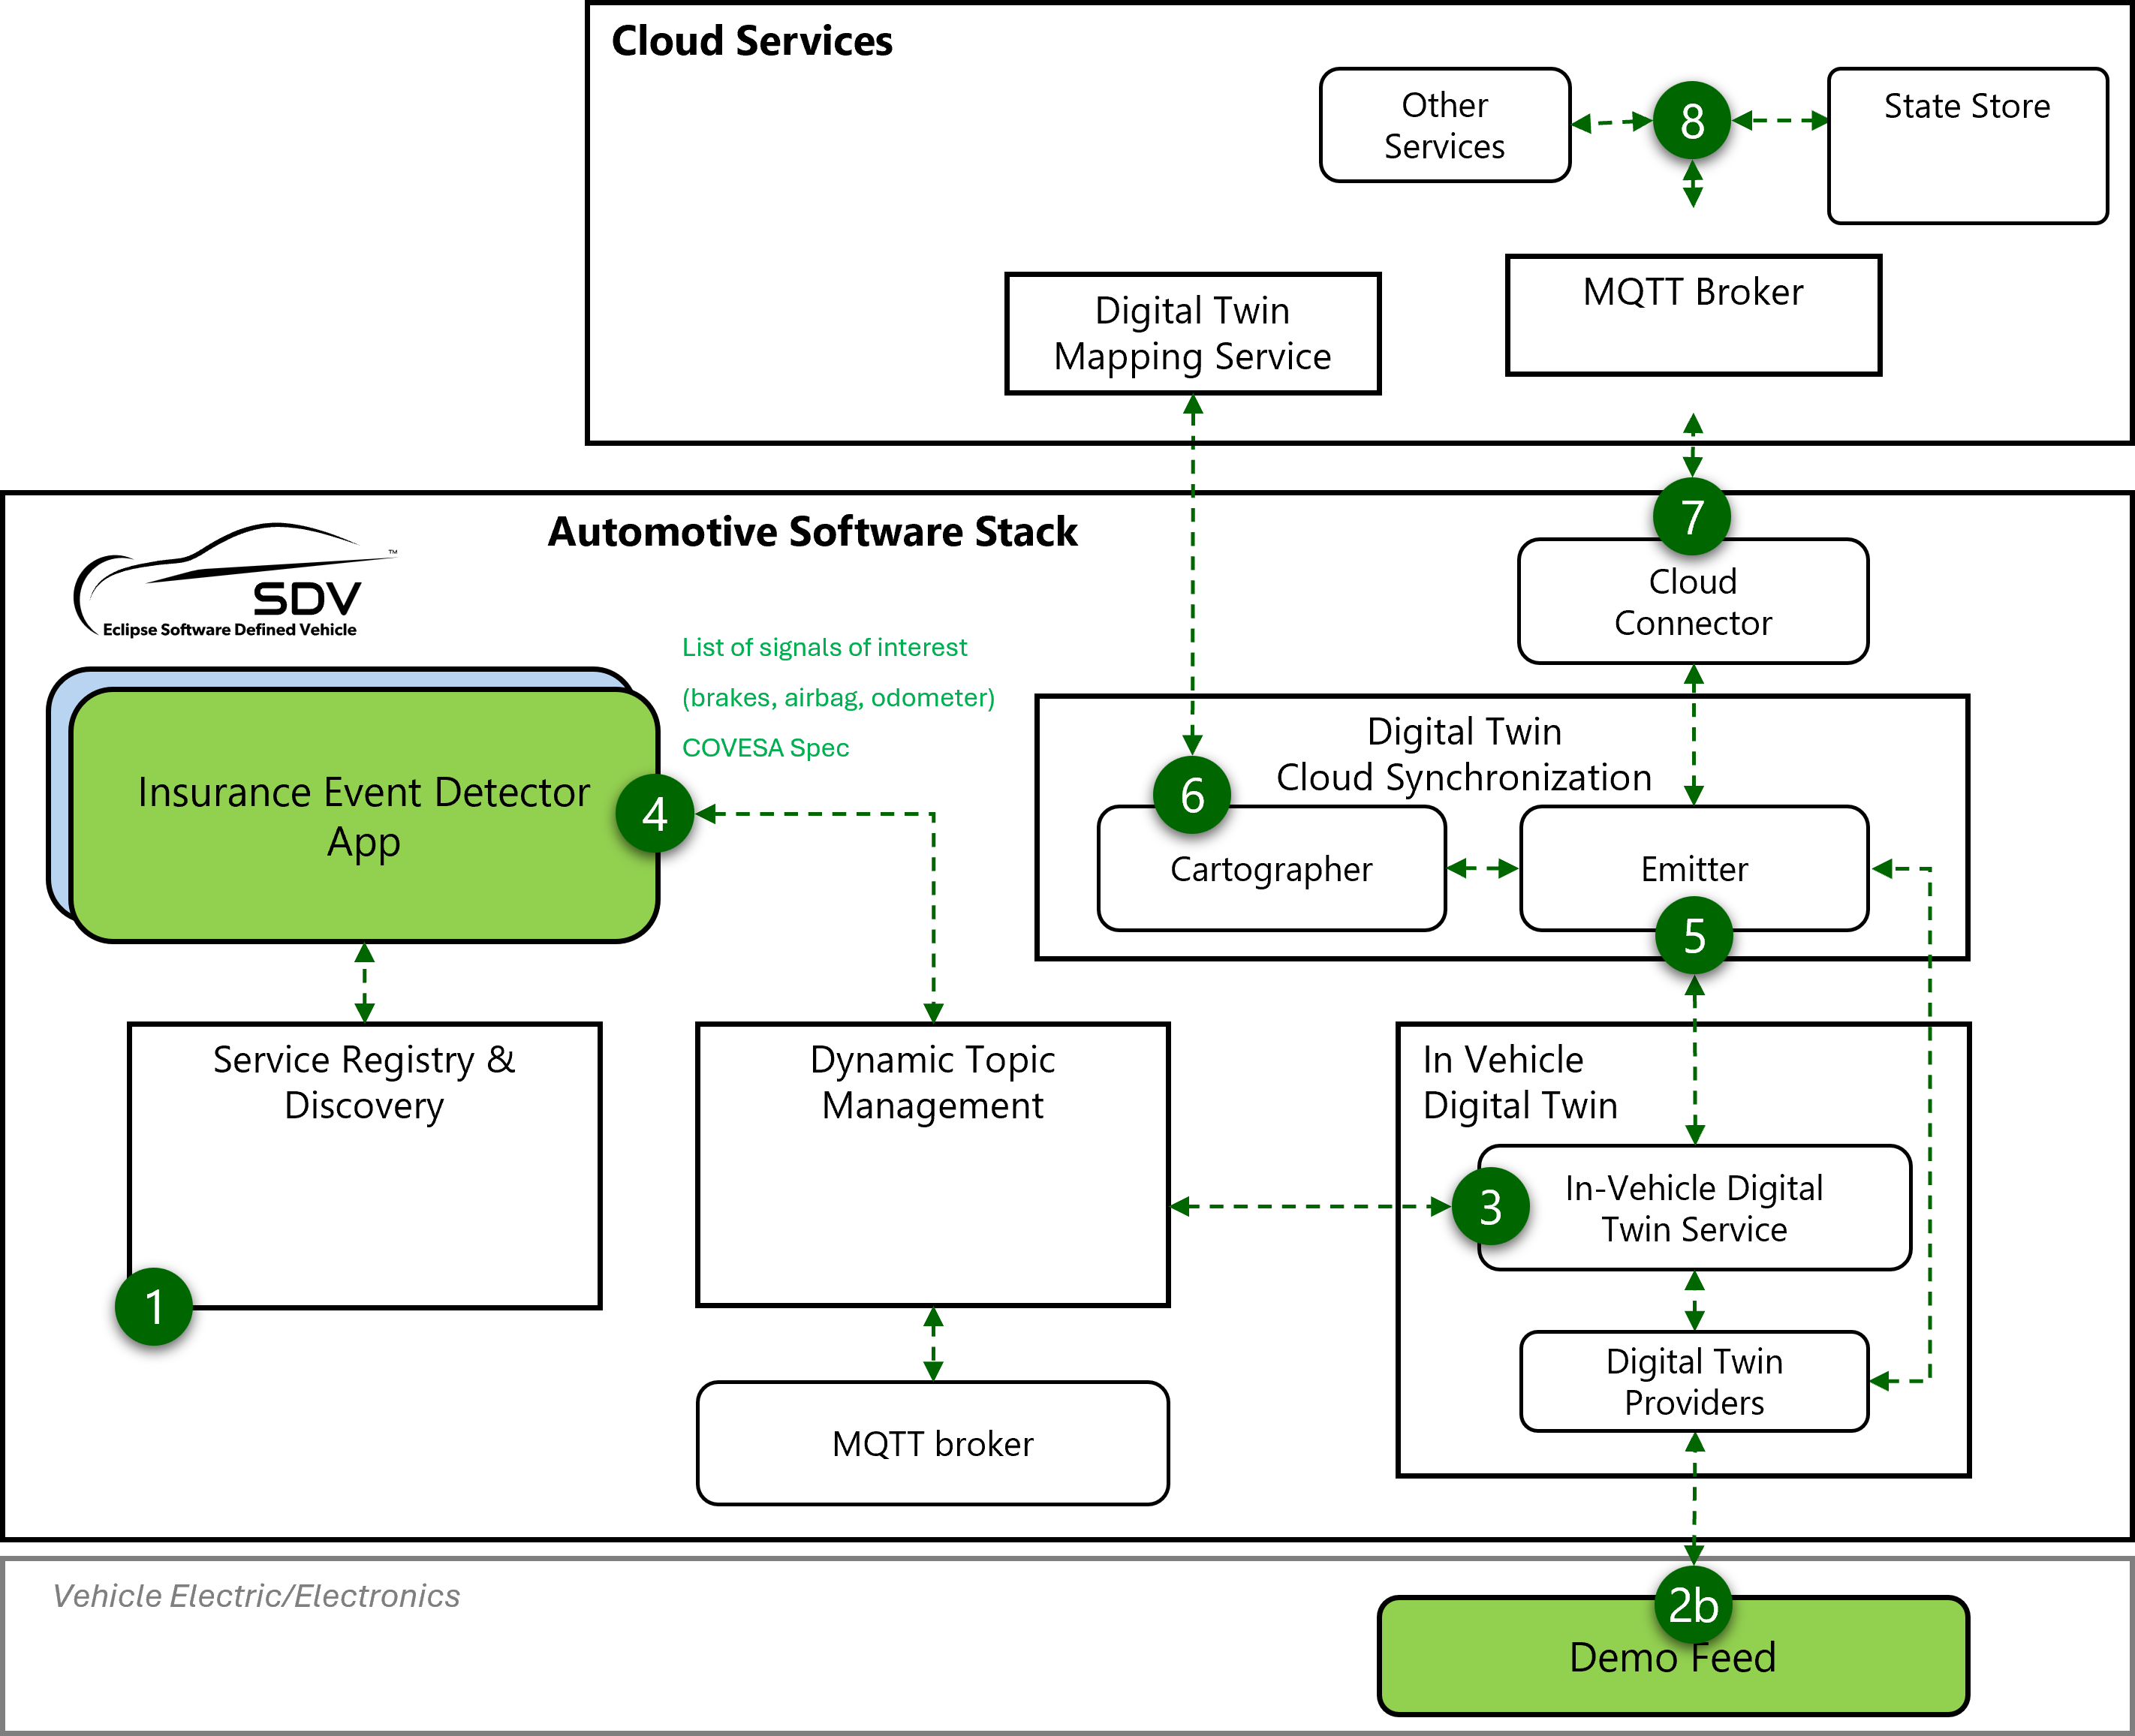 Cloud Services
Other
Services
8
State Store
Digital Twin
Mapping Service
MQTT Broker
Automotive Software Stack
7
Cloud
Connector
™
SDV
Eclipse Software Defined Vehicle
List of signals of interest
(brakes, airbag, odometer)
COVESA Spec
Insurance Event Detector
App
4
Digital Twin
Cloud Synchronization
6
Cartographer
Emitter
5
Service Registry &
Discovery
1
Dynamic Topic
Management
MQTT broker
In Vehicle
Digital Twin
3
In-Vehicle Digital
Twin Service
Digital Twin
Providers
Vehicle Electric/Electronics
2b
Demo Feed